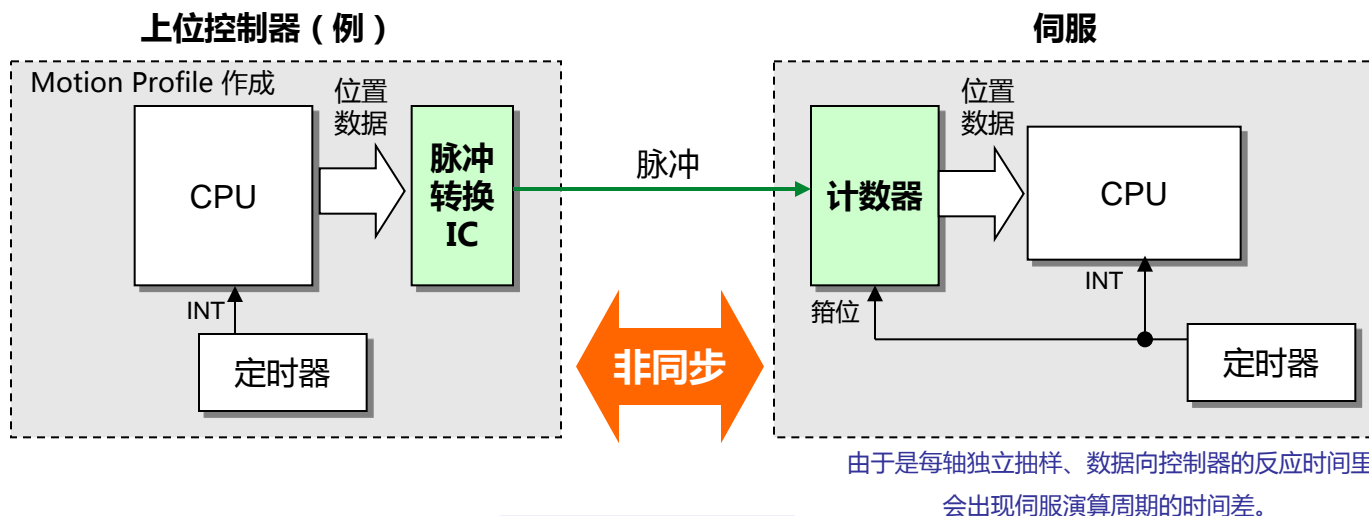 上位控制器（例）
Motion Profile 作成
CPU
位置
数据
脉冲
转换
IC
INT
定时器
脉冲
非同步
伺服
计数器
位置
数据
CPU
箝位
INT
定时器
由于是每轴独立抽样、数据向控制器的反应时间里
会出现伺服演算周期的时间差。